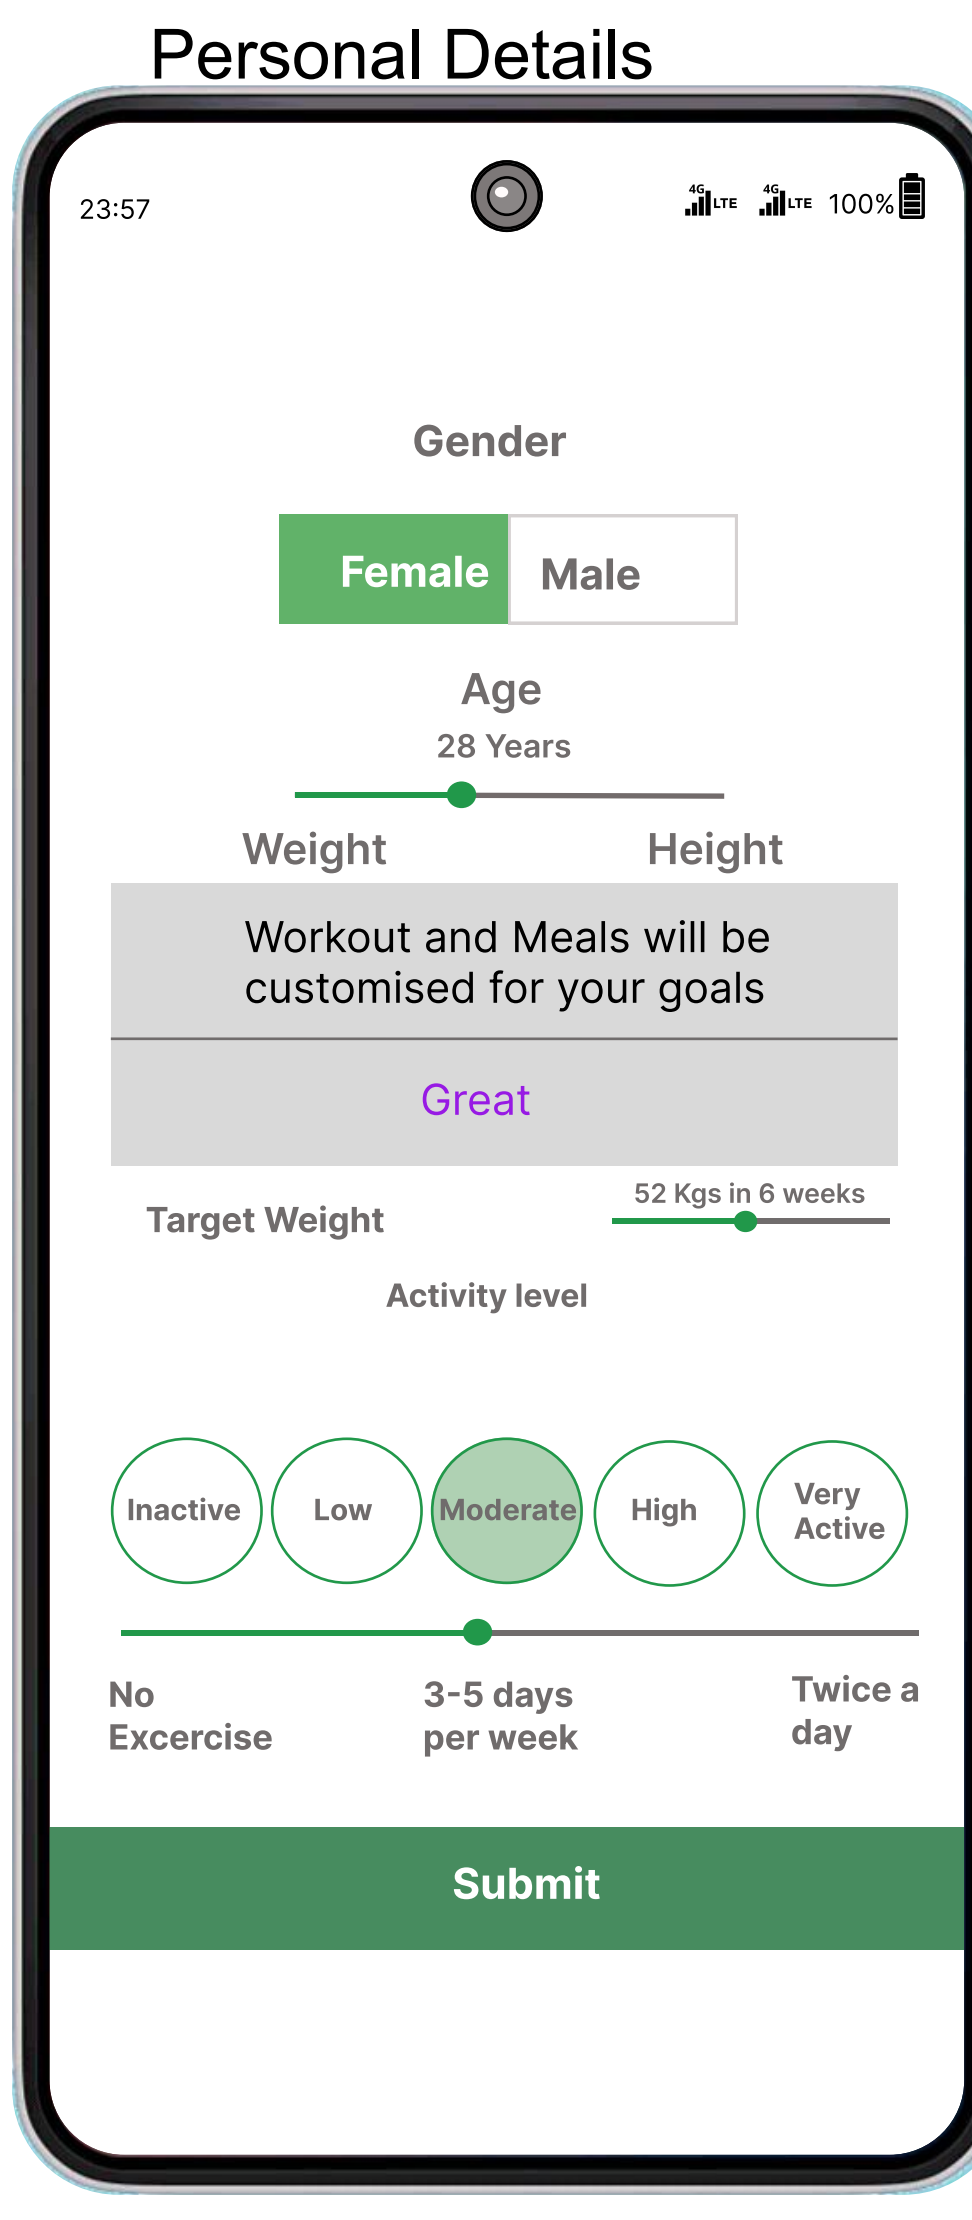 Personal Details
23:57
4G LTE 4G LTE 100%
Gender
Female Male
Age
28 Years
Weight Height
Workout and Meals will be
customised for your goals
Great
52 Kgs in 6 weeks
Target Weight
Activity level
Inactive Low Moderate High Very
Active
No 3-5 days Twice a
Excercise per week day
Submit